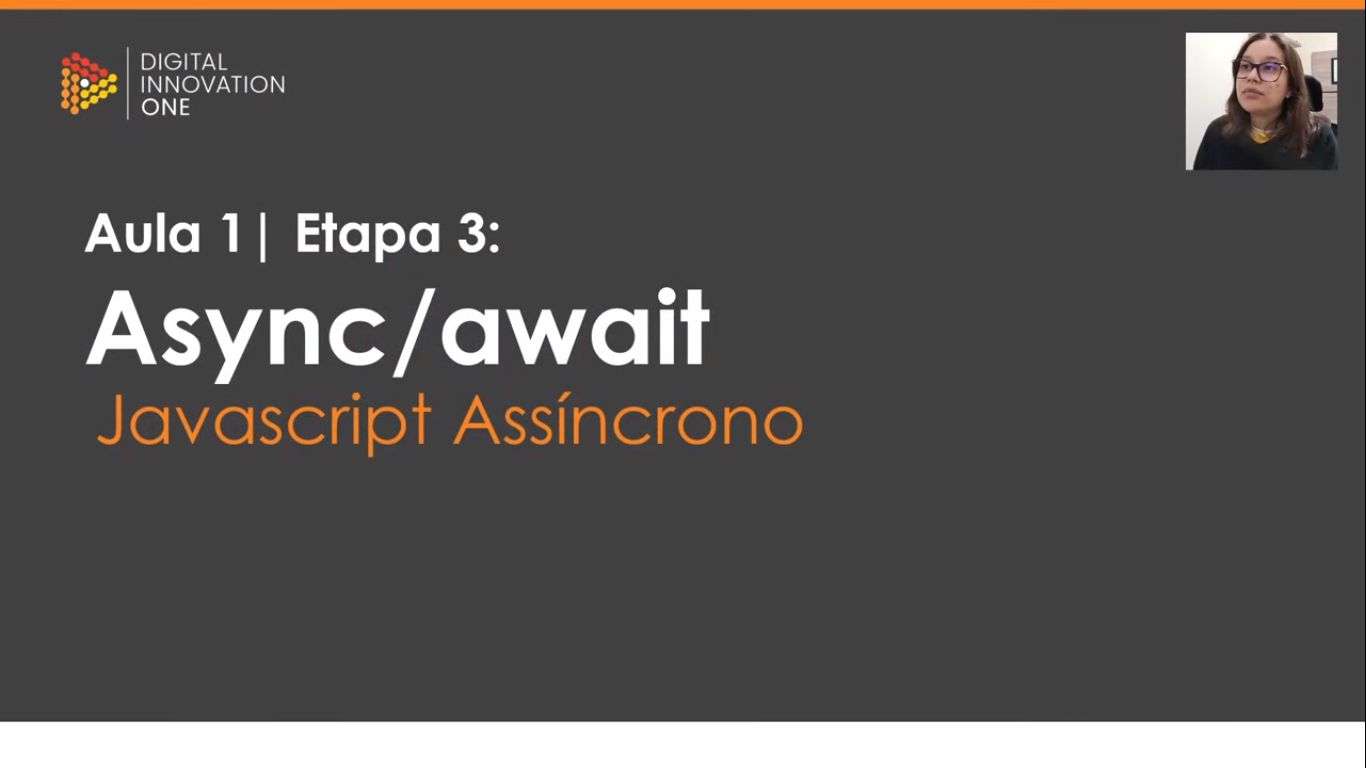 DIGITAL
INNOVATION
ONE
Aula 1| Etapa 3:
Async/await
Javascript Assíncrono